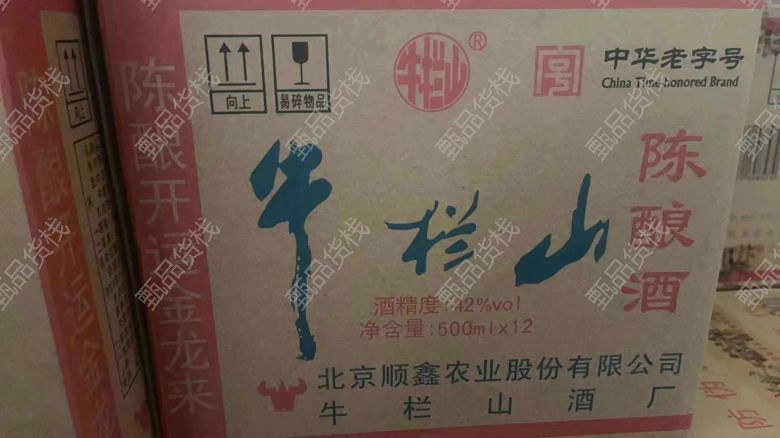 陈酿开运金龙来
向上
易碎物品
牛栏山®
中华老字号
China Time-honored Brand
牛栏山
陈酿酒
酒精度:42%vol
净含量:500mlx12
北京顺鑫农业股份有限公司
牛栏山酒厂
甄品货栈